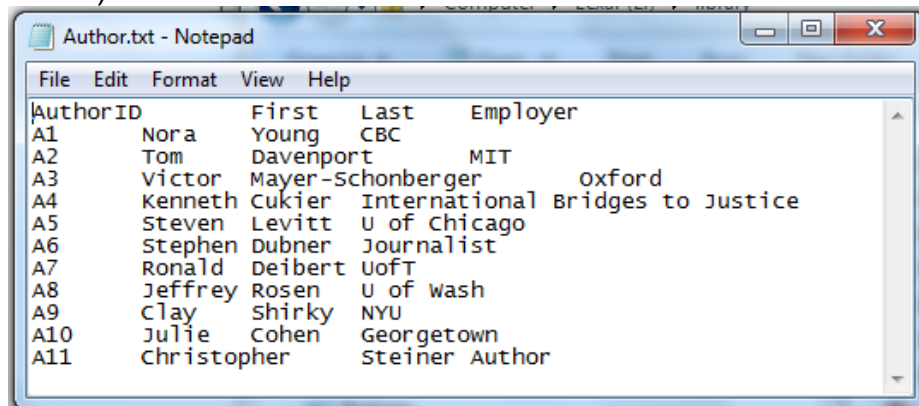 Author.txt - Notepad
File Edit Format View Help
AuthorID First Last Employer
A1 Nora Young CBC
A2 Tom Davenport MIT
A3 Victor Mayer-Schonberger Oxford
A4 Kenneth Cukier International Bridges to Justice
A5 Steven Levitt U of Chicago
A6 Stephen Dubner Journalist
A7 Ronald Deibert UofT
A8 Jeffrey Rosen U of Wash
A9 Clay Shirky NYU
A10 Julie Cohen Georgetown
A11 Christopher Steiner Author